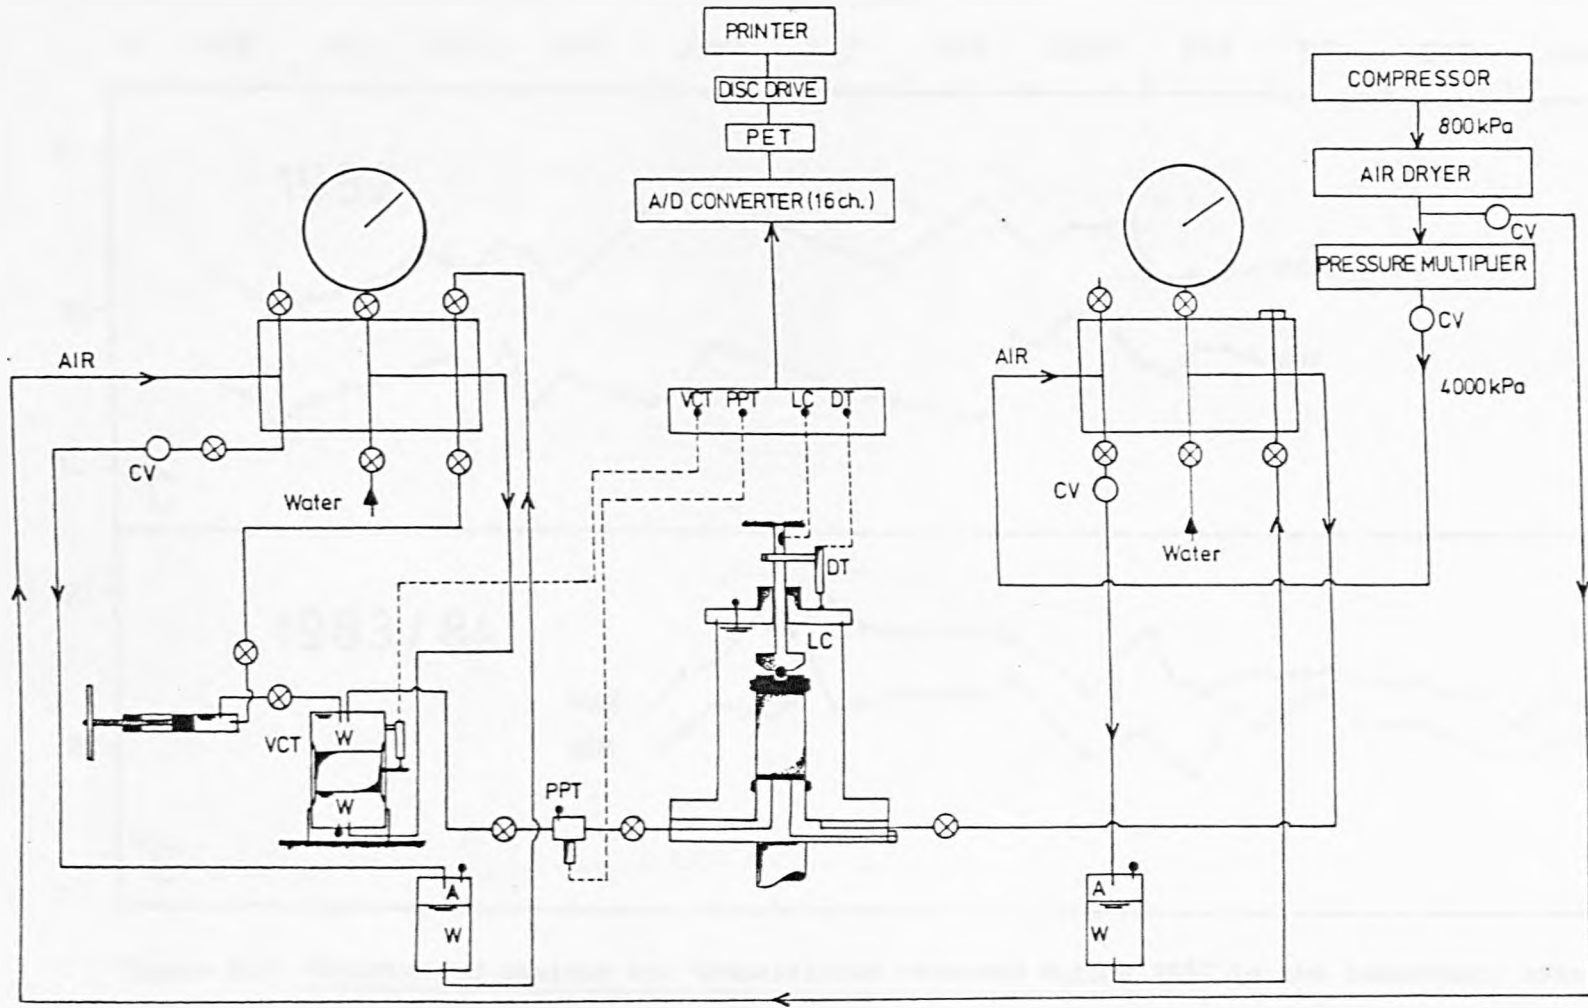 PRINTER
DISC DRIVE
PET
A/D CONVERTER (16 ch.)
COMPRESSOR
800 kPa
AIR DRYER
CV
PRESSURE MULTIPLIER
CV
4000 kPa
AIR
AIR
VCT PPT LC DT
CV
Water
CV
Water
DT
LC
VCT
W
W
PPT
A
W
A
W